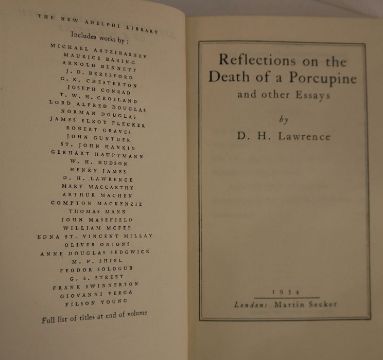 THE NEW ADELPHI LIBRARY
Includes works by:
MICHAEL ARTZIBASHEV
MAURICE BARING
ARNOLD BENNETT
J. D. BERESFORD
G. K. CHESTERTON
JOSEPH CONRAD
T. W. H. CROSLAND
LORD ALFRED DOUGLAS
NORMAN DOUGLAS
JAMES ELROY FLECKER
ROBERT GRAVES
JOHN GUNTHER
ST. JOHN HANKIN
GERHART HAUPTMANN
W. H. HUDSON
HENRY JAMES
D. H. LAWRENCE
MARY MACCARTHY
ARTHUR MACHEN
COMPTON MACKENZIE
THOMAS MANN
JOHN MASEFIELD
WILLIAM MCFEE
EDNA ST. VINCENT MILLAY
OLIVER ONIONS
ANNE DOUGLAS SEDGWICK
M. P. SHIEL
FEODOR SOLOGUB
G. S. STREET
FRANK SWINNERTON
GIOVANNI VERGA
FILSON YOUNG
Full list of titles at end of volume
Reflections on the
Death of a Porcupine
and other Essays
by
D. H. Lawrence
1934
London: Martin Secker